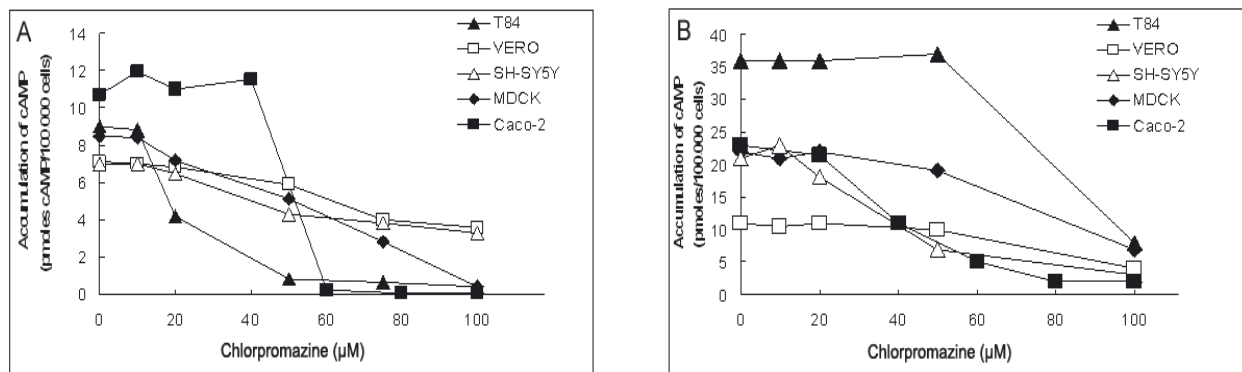 A
Accumulation of cAMP
(pmoles cAMP/100 000 cells)
14
12
10
8
6
4
2
0
0 20 40 60 80 100
Chlorpromazine (µM)
T84
VERO
SH-SY5Y
MDCK
Caco-2
B
Accumulation of cAMP
(pmoles/100.000 cells)
40
35
30
25
20
15
10
5
0
0 20 40 60 80 100
Chlorpromazine (µM)
T84
VERO
SH-SY5Y
MDCK
Caco-2